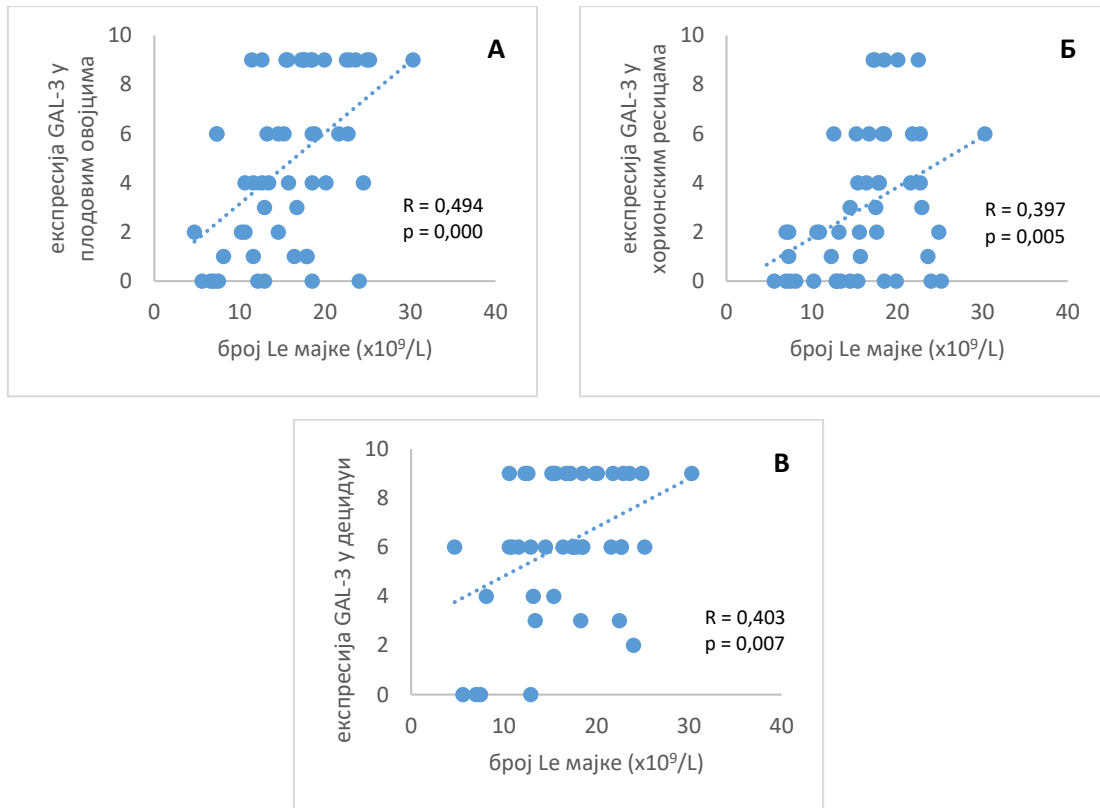 А
експресија GAL-3 у
плодовим овојцима
10
8
6
4
2
0
R = 0,494
p = 0,000
0 10 20 30 40
број Le мајке (x10⁹/L)
Б
експресија GAL-3 у
хорионским ресицама
10
8
6
4
2
0
R = 0,397
p = 0,005
0 10 20 30 40
број Le мајке (x10⁹/L)
В
експресија GAL-3 у децидуи
10
8
6
4
2
0
R = 0,403
p = 0,007
0 10 20 30 40
број Le мајке (x10⁹/L)